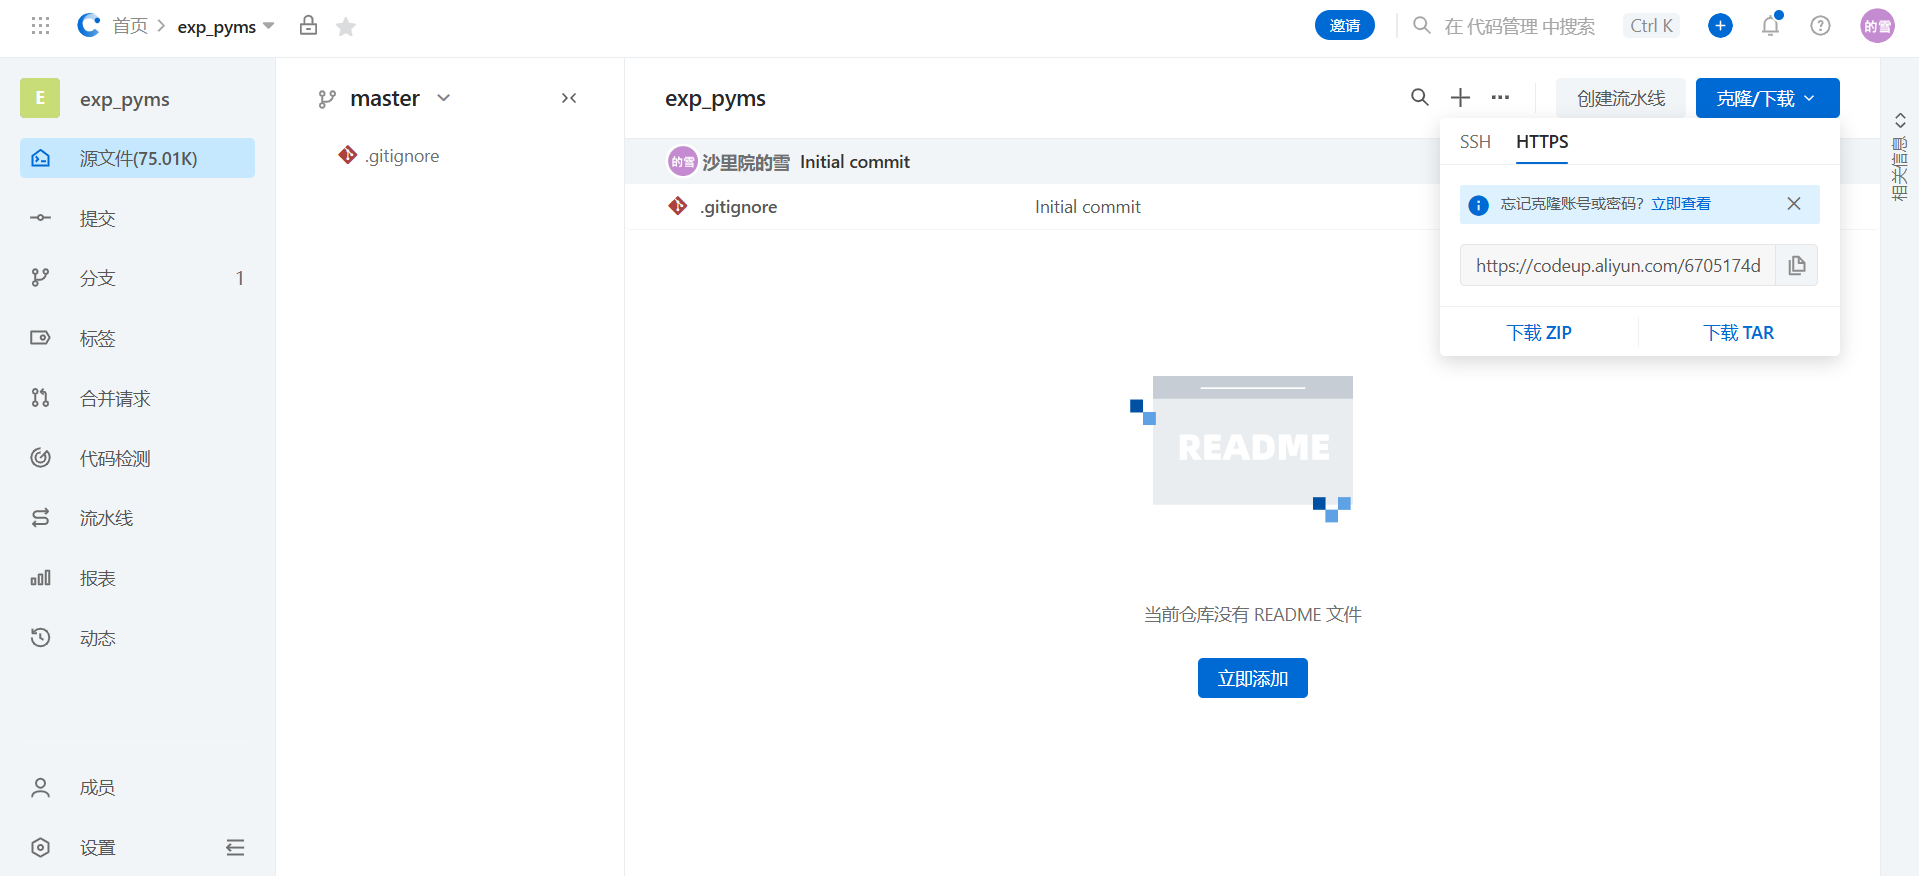 首页 exp_pyms 邀请 在 代码管理 中搜索 Ctrl K 的雪
E exp_pyms
源文件(75.01K)
提交
分支 1
标签
合并请求
代码检测
流水线
报表
动态
成员
设置
master
.gitignore
exp_pyms 创建流水线 克隆/下载
的雪 沙里院的雪 Initial commit
.gitignore Initial commit
SSH HTTPS
忘记克隆账号或密码? 立即查看
https://codeup.aliyun.com/6705174d
下载 ZIP 下载 TAR
README
当前仓库没有 README 文件
立即添加
相关信息